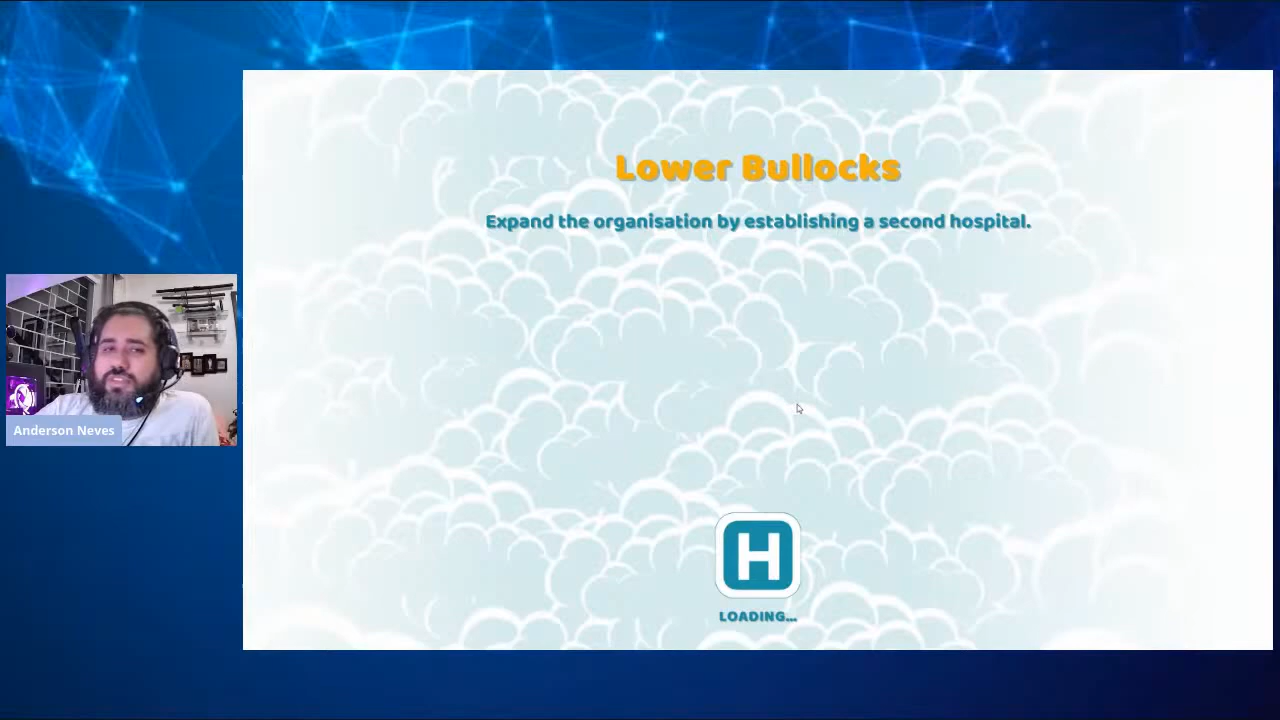 Lower Bullocks
Expand the organisation by establishing a second hospital.
Anderson Neves
H
LOADING...